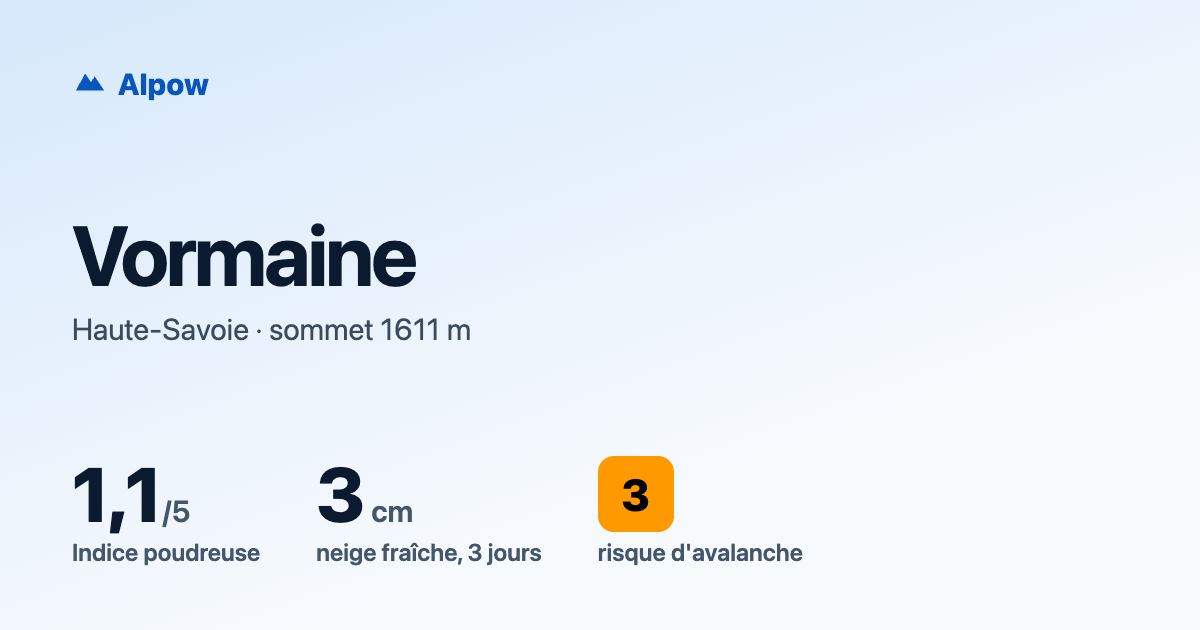 Alpow
Vormaine
Haute-Savoie · sommet 1611 m
1,1/5
Indice poudreuse
3 cm
neige fraîche, 3 jours
3
risque d'avalanche